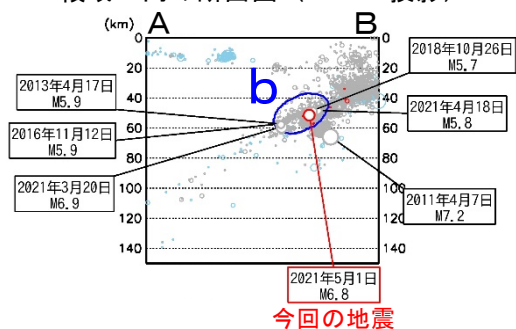 (km)
A
B
0
20
40
60
80
100
120
140
0
20
40
60
80
100
120
140
b
2013年4月17日
M5.9
2016年11月12日
M5.9
2021年3月20日
M6.9
2018年10月26日
M5.7
2021年4月18日
M5.8
2011年4月7日
M7.2
2021年5月1日
M6.8
今回の地震